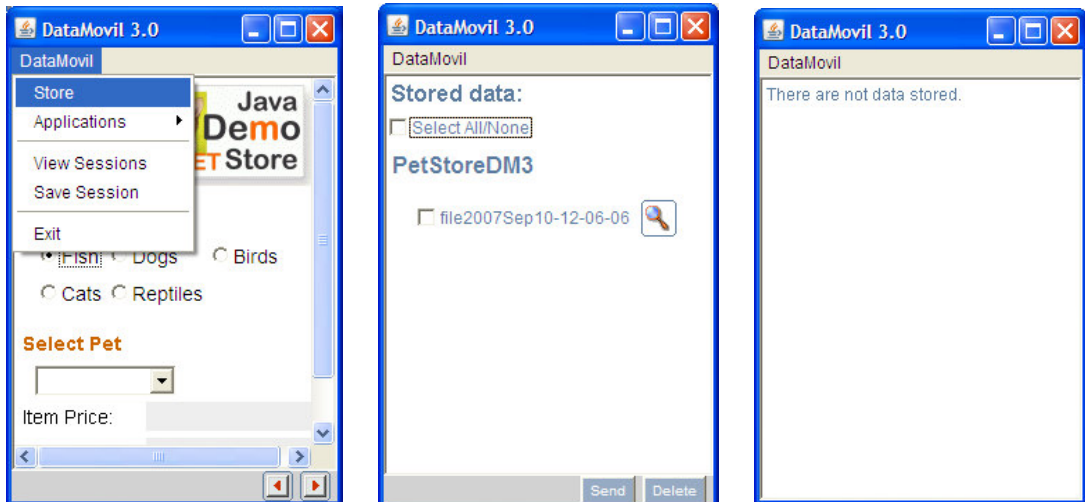 DataMovil 3.0
DataMovil
Store
Applications
View Sessions
Save Session
Exit
Java
Demo
ET Store
Fish Dogs Birds
Cats Reptiles
Select Pet
Item Price:
DataMovil 3.0
DataMovil
Stored data:
Select All/None
PetStoreDM3
file2007Sep10-12-06-06
Send Delete
DataMovil 3.0
DataMovil
There are not data stored.